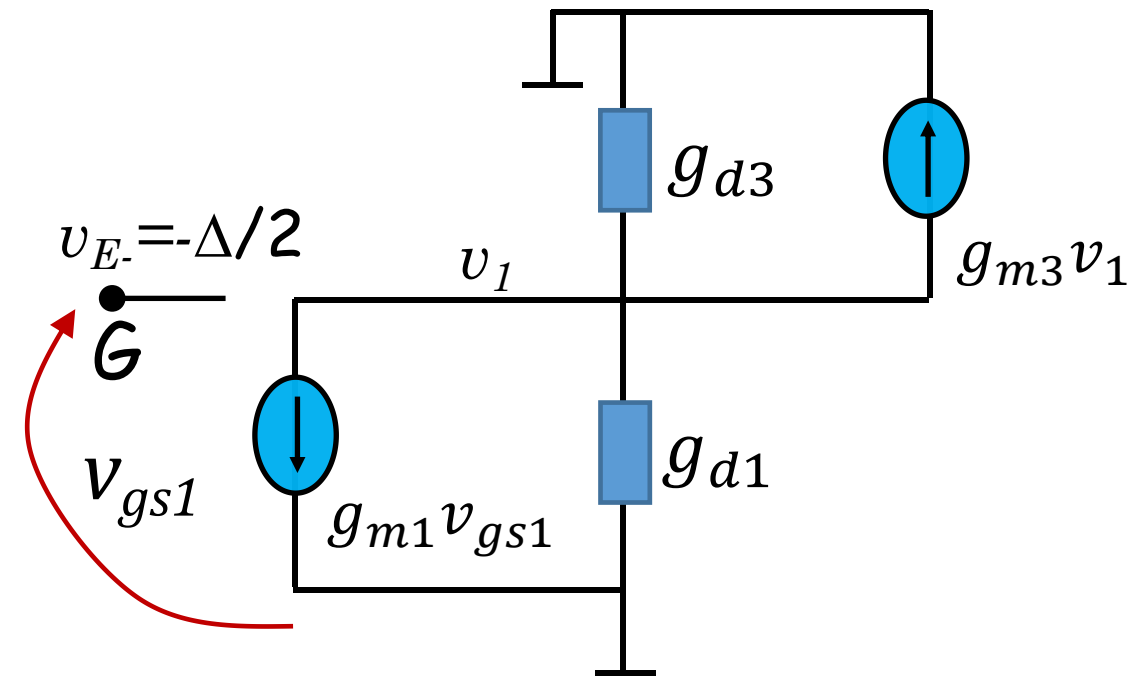 g_{d3}
v_{E-}=-Δ/2
v_1
g_{m3}v_1
G
v_{gs1}
g_{d1}
g_{m1}v_{gs1}